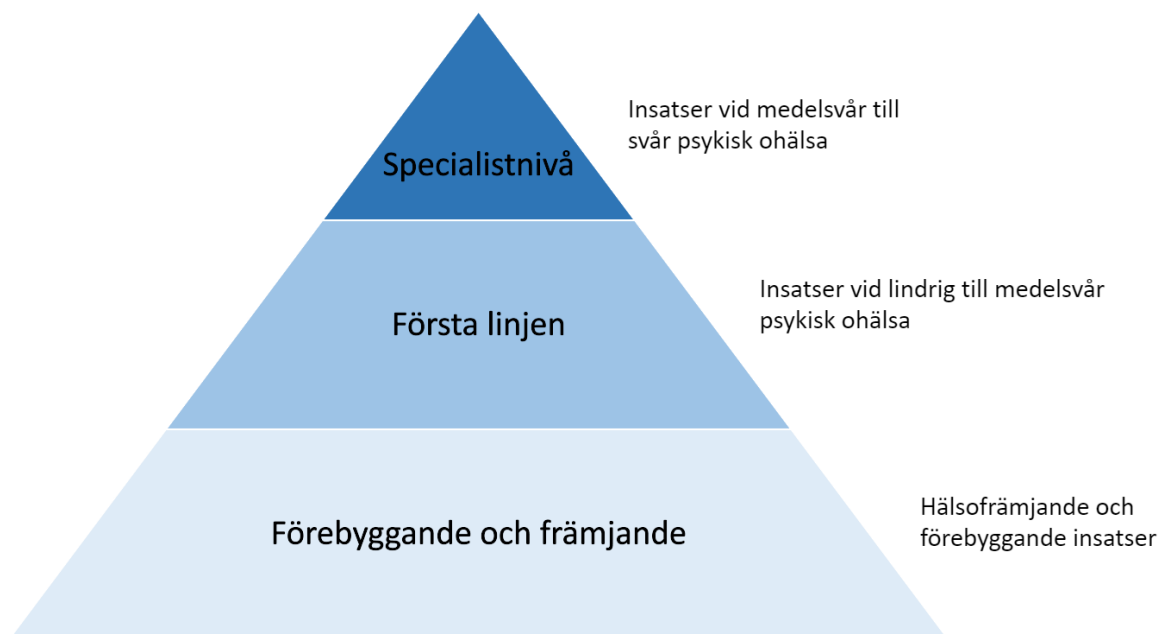 Insatser vid medelsvår till
svår psykisk ohälsa
Specialistnivå
Insatser vid lindrig till medelsvår
psykisk ohälsa
Första linjen
Hälsofrämjande och
förebyggande insatser
Förebyggande och främjande